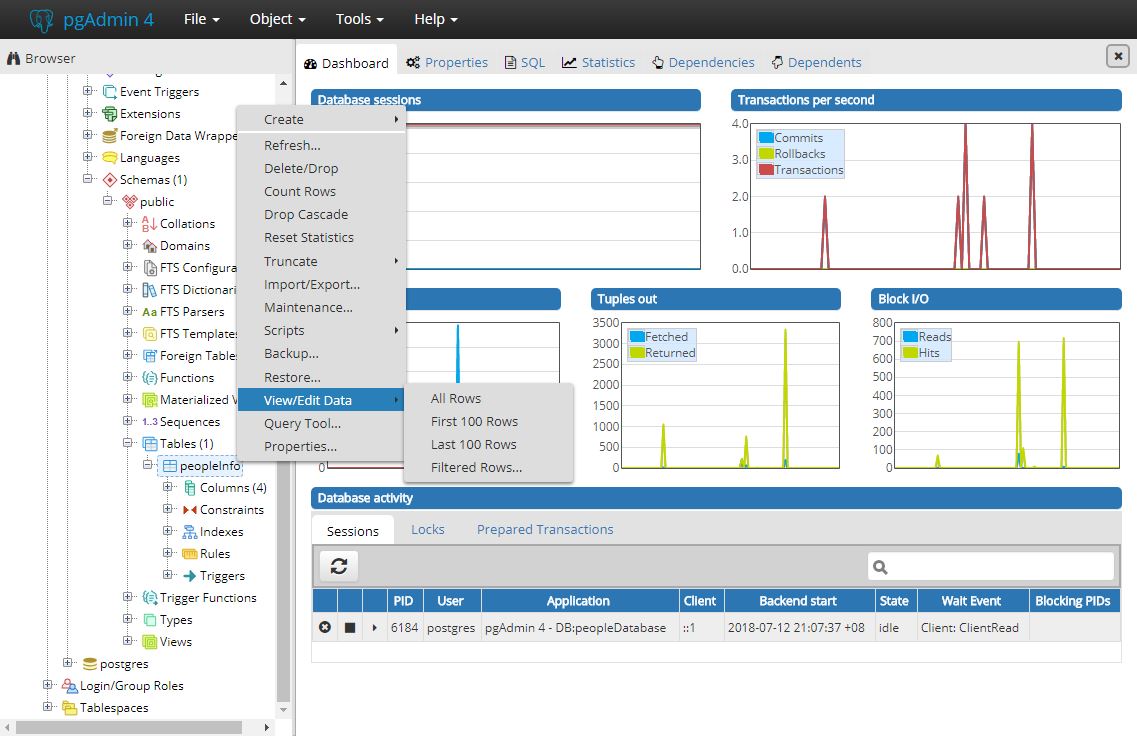 pgAdmin 4 File Object Tools Help
Browser
Dashboard Properties SQL Statistics Dependencies Dependents
Event Triggers
Extensions
Foreign Data Wrappe
Languages
Schemas (1)
public
Collations
Domains
FTS Configura
FTS Dictionari
FTS Parsers
FTS Templates
Foreign Table
Functions
Materialized V
Sequences
Tables (1)
peopleInfo
Columns (4)
Constraints
Indexes
Rules
Triggers
Trigger Functions
Types
Views
postgres
Login/Group Roles
Tablespaces
Create
Refresh...
Delete/Drop
Count Rows
Drop Cascade
Reset Statistics
Truncate
Import/Export...
Maintenance...
Scripts
Backup...
Restore...
View/Edit Data
Query Tool...
Properties...
All Rows
First 100 Rows
Last 100 Rows
Filtered Rows...
Database sessions
Transactions per second
4.0
3.0
2.0
1.0
0.0
Commits
Rollbacks
Transactions
0
Tuples out
3500
3000
2500
2000
1500
1000
500
0
Fetched
Returned
Block I/O
800
700
600
500
400
300
200
100
0
Reads
Hits
Database activity
Sessions Locks Prepared Transactions
PID User Application Client Backend start State Wait Event Blocking PIDs
6184 postgres pgAdmin 4 - DB:peopleDatabase ::1 2018-07-12 21:07:37 +08 idle Client: ClientRead